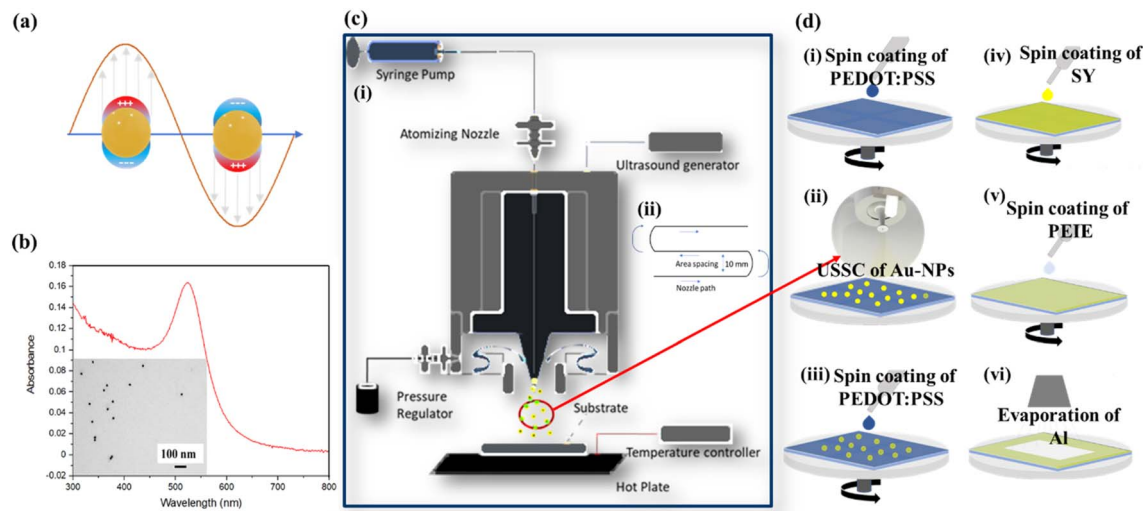 (a)
+++
---
---
+++
(b)
0.18
0.16
0.14
0.12
0.1
0.08
0.06
0.04
0.02
0
-0.02
Absorbance
100 nm
300
400
500
600
700
800
Wavelength (nm)
(c)
(i)
Syringe Pump
Atomizing Nozzle
Ultrasound generator
(ii)
Area spacing
10 mm
Nozzle path
Pressure
Regulator
Substrate
Temperature controller
Hot Plate
(d)
(i)
Spin coating of
PEDOT:PSS
(ii)
USSC of Au-NPs
(iii)
Spin coating of
PEDOT:PSS
(iv)
Spin coating of
SY
(v)
Spin coating of
PEIE
(vi)
Evaporation of
Al